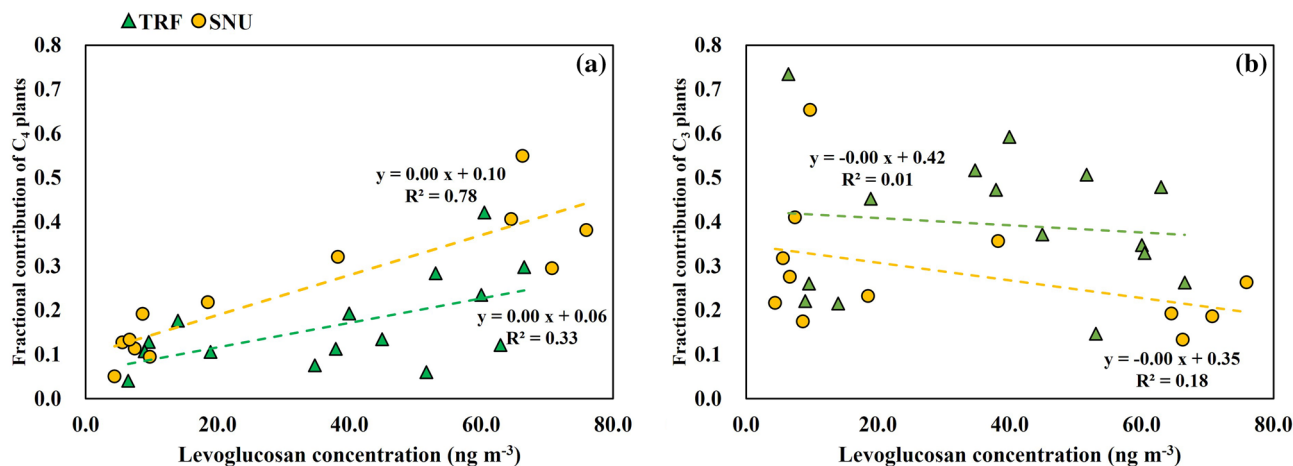 TRF SNU
(a)
Fractional contribution of C₄ plants
0.8
0.7
0.6
0.5
0.4
0.3
0.2
0.1
0.0
y = 0.00 x + 0.10
R² = 0.78
y = 0.00 x + 0.06
R² = 0.33
0.0 20.0 40.0 60.0 80.0
Levoglucosan concentration (ng m⁻³)
(b)
Fractional contribution of C₃ plants
0.8
0.7
0.6
0.5
0.4
0.3
0.2
0.1
0.0
y = -0.00 x + 0.42
R² = 0.01
y = -0.00 x + 0.35
R² = 0.18
0.0 20.0 40.0 60.0 80.0
Levoglucosan concentration (ng m⁻³)